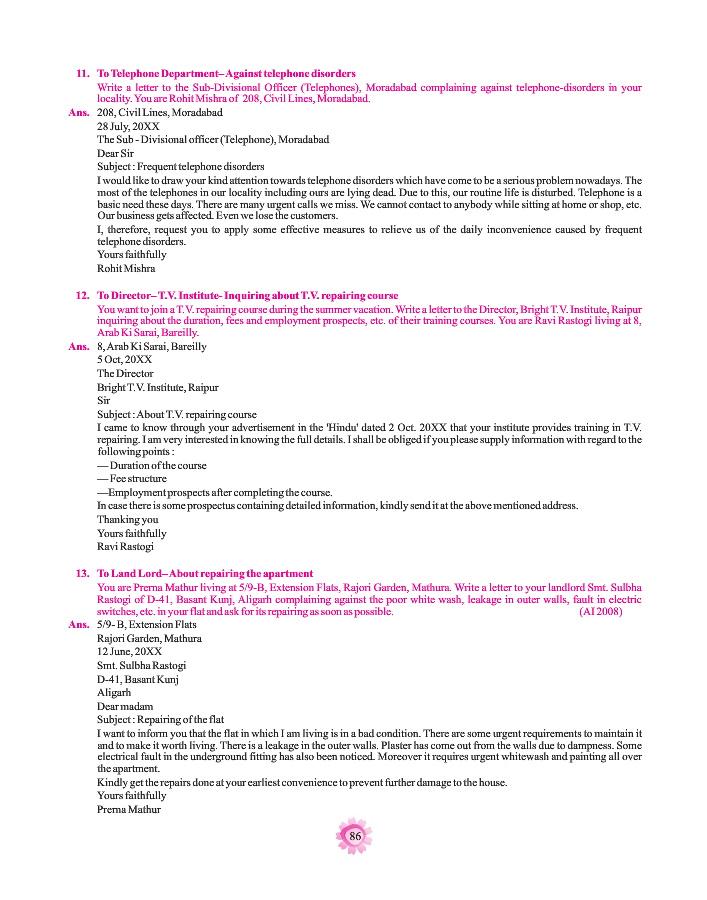 11. To Telephone Department–Against telephone disorders
Write a letter to the Sub-Divisional Officer (Telephones), Moradabad complaining against telephone-disorders in your
locality. You are Rohit Mishra of 208, Civil Lines, Moradabad.
Ans. 208, Civil Lines, Moradabad
28 July, 20XX
The Sub - Divisional officer (Telephone), Moradabad
Dear Sir
Subject : Frequent telephone disorders
I would like to draw your kind attention towards telephone disorders which have come to be a serious problem nowadays. The
most of the telephones in our locality including ours are lying dead. Due to this, our routine life is disturbed. Telephone is a
basic need these days. There are many urgent calls we miss. We cannot contact to anybody while sitting at home or shop, etc.
Our business gets affected. Even we lose the customers.
I, therefore, request you to apply some effective measures to relieve us of the daily inconvenience caused by frequent
telephone disorders.
Yours faithfully
Rohit Mishra
12. To Director–T.V. Institute- Inquiring about T.V. repairing course
You want to join a T.V. repairing course during the summer vacation. Write a letter to the Director, Bright T.V. Institute, Raipur
inquiring about the duration, fees and employment prospects, etc. of their training courses. You are Ravi Rastogi living at 8,
Arab Ki Sarai, Bareilly.
Ans. 8, Arab Ki Sarai, Bareilly
5 Oct, 20XX
The Director
Bright T.V. Institute, Raipur
Sir
Subject : About T.V. repairing course
I came to know through your advertisement in the 'Hindu' dated 2 Oct. 20XX that your institute provides training in T.V.
repairing. I am very interested in knowing the full details. I shall be obliged if you please supply information with regard to the
following points :
— Duration of the course
— Fee structure
—Employment prospects after completing the course.
In case there is some prospectus containing detailed information, kindly send it at the above mentioned address.
Thanking you
Yours faithfully
Ravi Rastogi
13. To Land Lord–About repairing the apartment
You are Prerna Mathur living at 5/9-B, Extension Flats, Rajori Garden, Mathura. Write a letter to your landlord Smt. Sulbha
Rastogi of D-41, Basant Kunj, Aligarh complaining against the poor white wash, leakage in outer walls, fault in electric
switches, etc. in your flat and ask for its repairing as soon as possible. (AI 2008)
Ans. 5/9- B, Extension Flats
Rajori Garden, Mathura
12 June, 20XX
Smt. Sulbha Rastogi
D-41, Basant Kunj
Aligarh
Dear madam
Subject : Repairing of the flat
I want to inform you that the flat in which I am living is in a bad condition. There are some urgent requirements to maintain it
and to make it worth living. There is a leakage in the outer walls. Plaster has come out from the walls due to dampness. Some
electrical fault in the underground fitting has also been noticed. Moreover it requires urgent whitewash and painting all over
the apartment.
Kindly get the repairs done at your earliest convenience to prevent further damage to the house.
Yours faithfully
Prerna Mathur
86